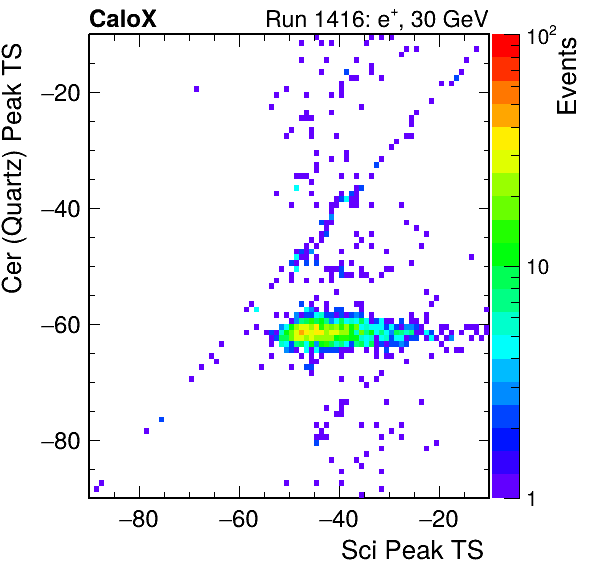 CaloX
Run 1416: e⁺, 30 GeV
Cer (Quartz) Peak TS
−20
−40
−60
−80
−80
−60
−40
−20
Sci Peak TS
10²
10
1
Events